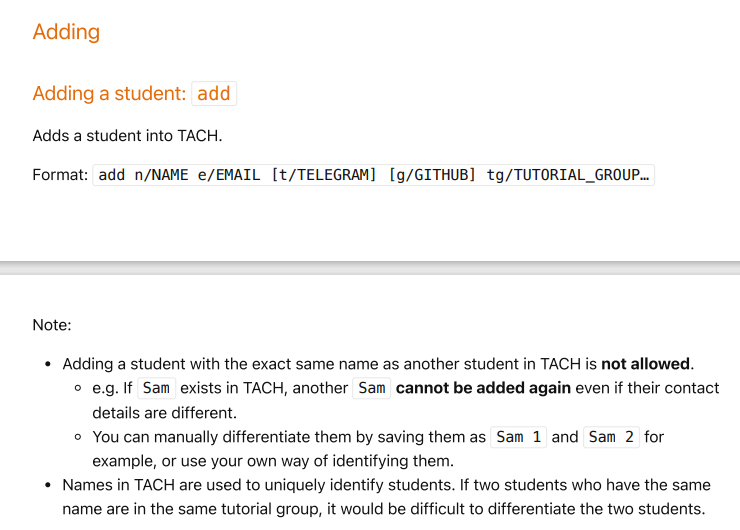 Adding
Adding a student: add
Adds a student into TACH.
Format: add n/NAME e/EMAIL [t/TELEGRAM] [g/GITHUB] tg/TUTORIAL_GROUP…
Note:
• Adding a student with the exact same name as another student in TACH is not allowed.
◦ e.g. If Sam exists in TACH, another Sam cannot be added again even if their contact
details are different.
◦ You can manually differentiate them by saving them as Sam 1 and Sam 2 for
example, or use your own way of identifying them.
• Names in TACH are used to uniquely identify students. If two students who have the same
name are in the same tutorial group, it would be difficult to differentiate the two students.